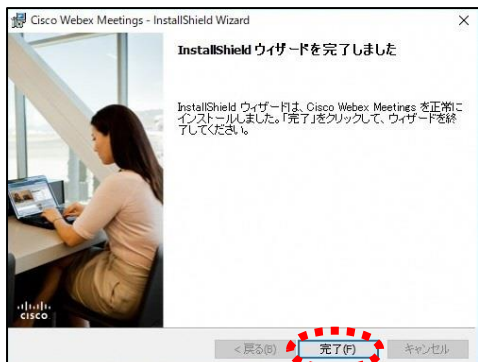 Cisco Webex Meetings - InstallShield Wizard
InstallShield ウィザードを完了しました
InstallShield ウィザードは、Cisco Webex Meetings を正常に
インストールしました。「完了」をクリックして、ウィザードを終
了してください。
CISCO
< 戻る(B) 完了(F) キャンセル